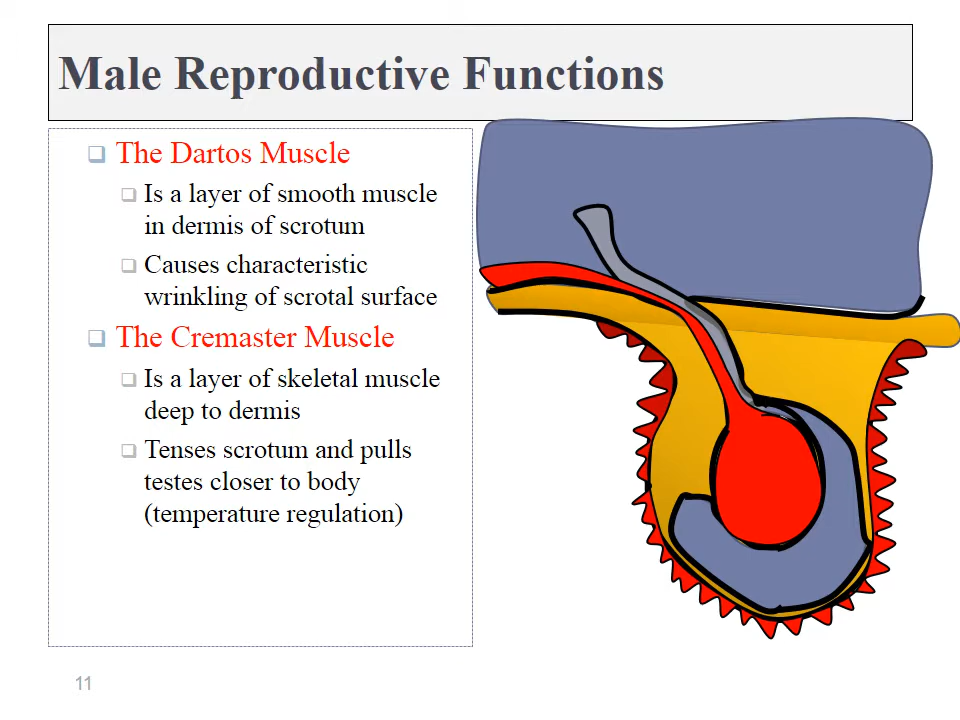 Male Reproductive Functions
The Dartos Muscle
Is a layer of smooth muscle
in dermis of scrotum
Causes characteristic
wrinkling of scrotal surface
The Cremaster Muscle
Is a layer of skeletal muscle
deep to dermis
Tenses scrotum and pulls
testes closer to body
(temperature regulation)
11